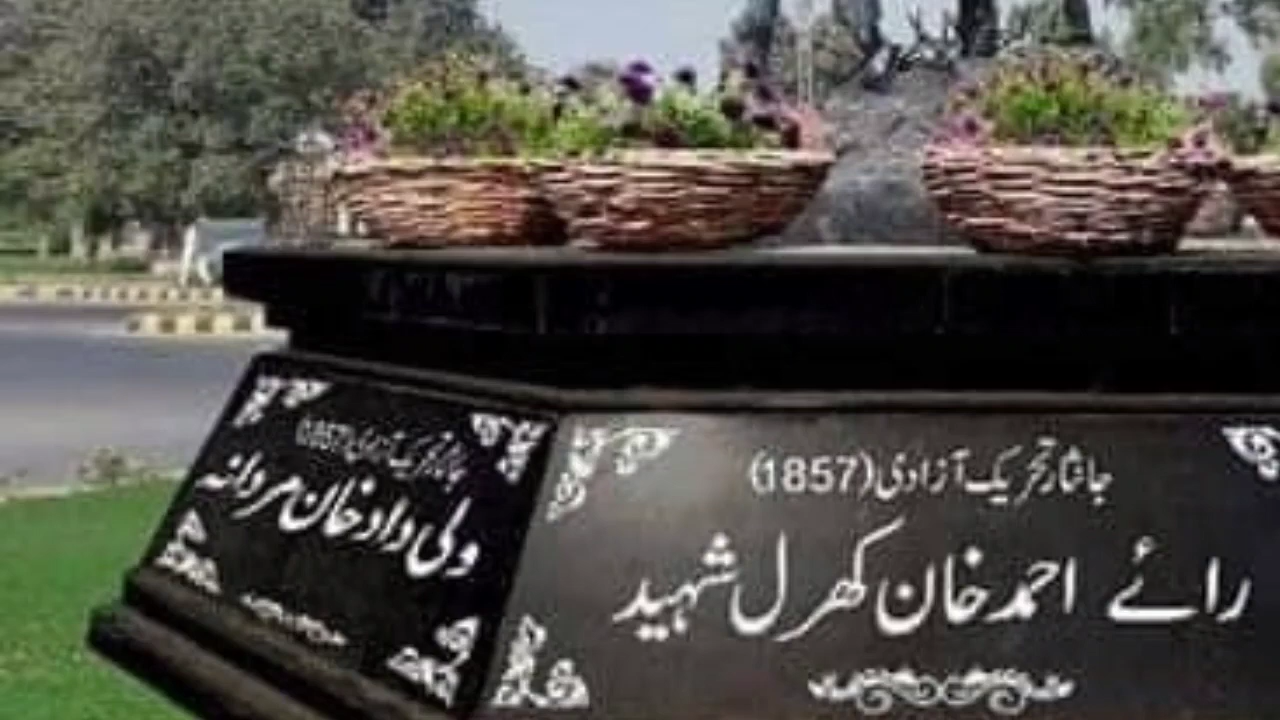 جانثار تحریک آزادی (1857)
رائے احمد خان کھرل شہید
جانثار تحریک آزادی (1857)
ولی داد خان مردانہ